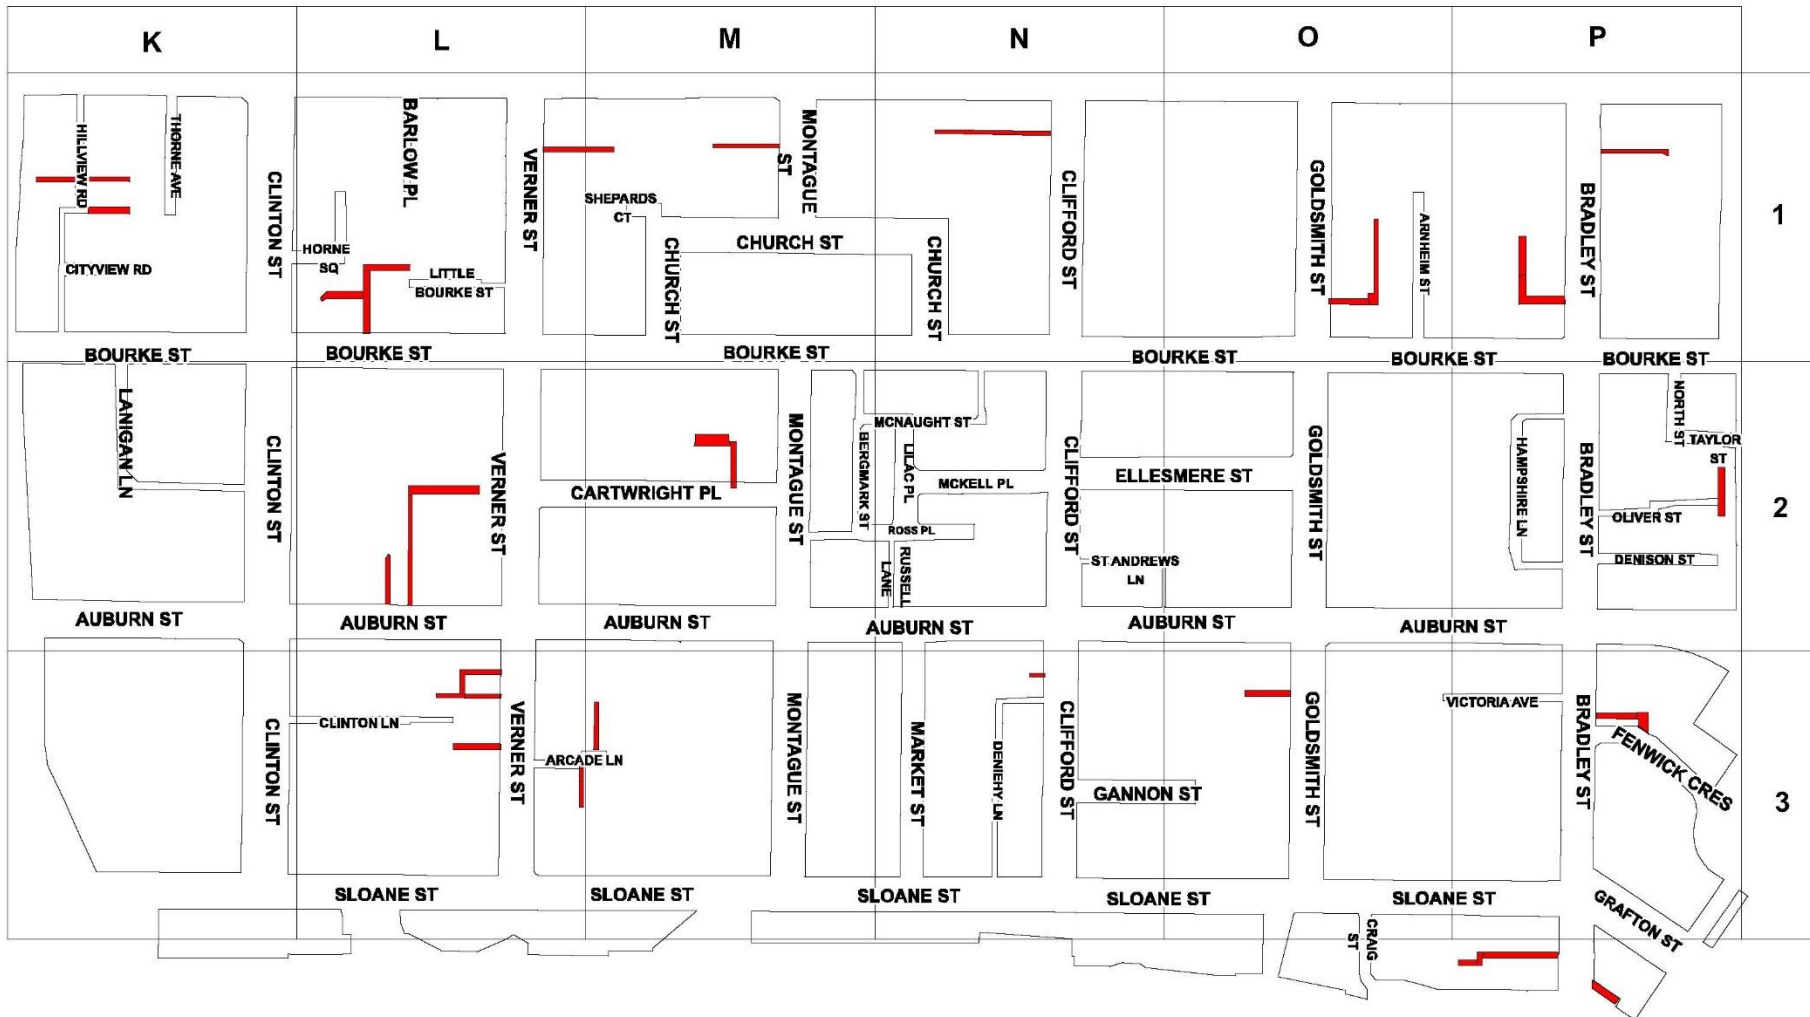 K
L
M
N
O
P
HILLVIEW RD
THORNE AVE
CITYVIEW RD
CLINTON ST
BARLOW PL
HORNE
SQ
LITTLE
BOURKE ST
VERNER ST
SHEPARDS
CT
MONTAGUE
ST
CHURCH ST
CHURCH ST
CHURCH ST
CLIFFORD ST
GOLDSMITH ST
ARNHEIM ST
BRADLEY ST
1
BOURKE ST
BOURKE ST
BOURKE ST
BOURKE ST
BOURKE ST
BOURKE ST
LANIGAN LN
CLINTON ST
VERNER ST
CARTWRIGHT PL
MONTAGUE ST
BERGMARK ST
MCNAUGHT ST
LILAC PL
MCKELL PL
ROSS PL
RUSSELL
LANE
CLIFFORD ST
ELLESMERE ST
ST ANDREWS
LN
GOLDSMITH ST
HAMPSHIRE LN
BRADLEY ST
NORTH ST
TAYLOR
ST
OLIVER ST
DENISON ST
2
AUBURN ST
AUBURN ST
AUBURN ST
AUBURN ST
AUBURN ST
AUBURN ST
CLINTON ST
CLINTON LN
VERNER ST
ARCADE LN
MONTAGUE ST
MARKET ST
DENIEHY LN
CLIFFORD ST
GANNON ST
GOLDSMITH ST
VICTORIA AVE
BRADLEY ST
FENWICK CRES
3
SLOANE ST
SLOANE ST
SLOANE ST
SLOANE ST
SLOANE ST
CRAIG
ST
GRAFTON ST